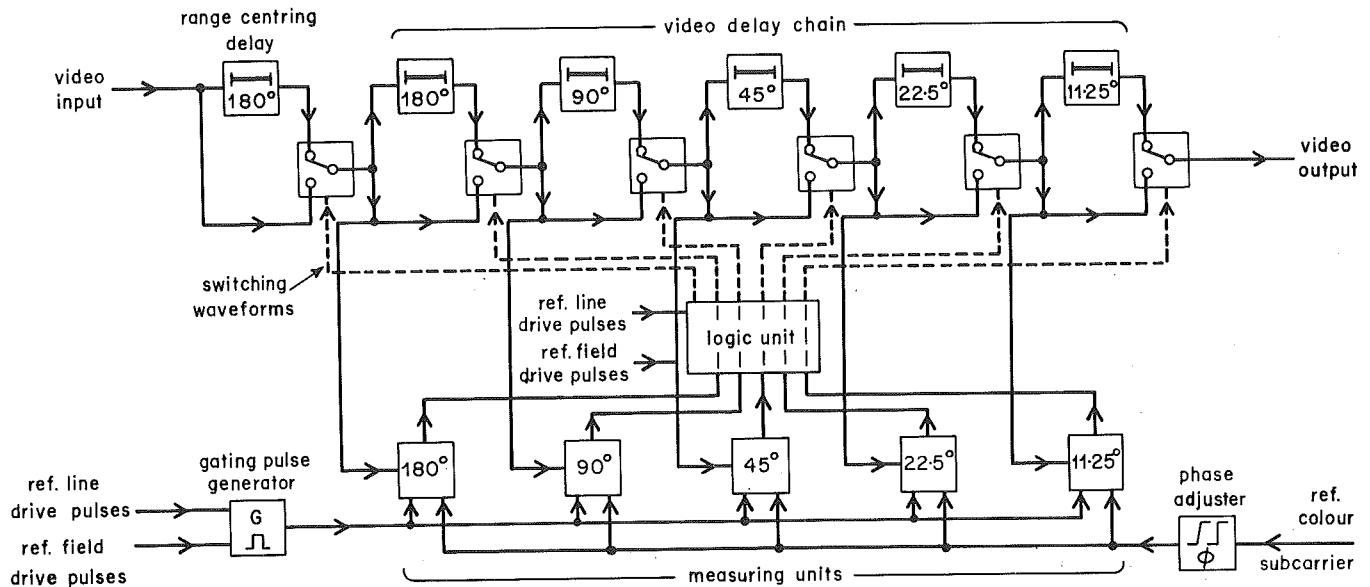 range centring
delay
video delay chain
video
input
180°
180°
90°
45°
22·5°
11·25°
video
output
switching
waveforms
ref. line
drive pulses
ref. field
drive pulses
logic unit
180°
90°
45°
22·5°
11·25°
gating pulse
generator
ref. line
drive pulses
G
ref. field
drive pulses
phase
adjuster
ϕ
ref.
colour
subcarrier
measuring units